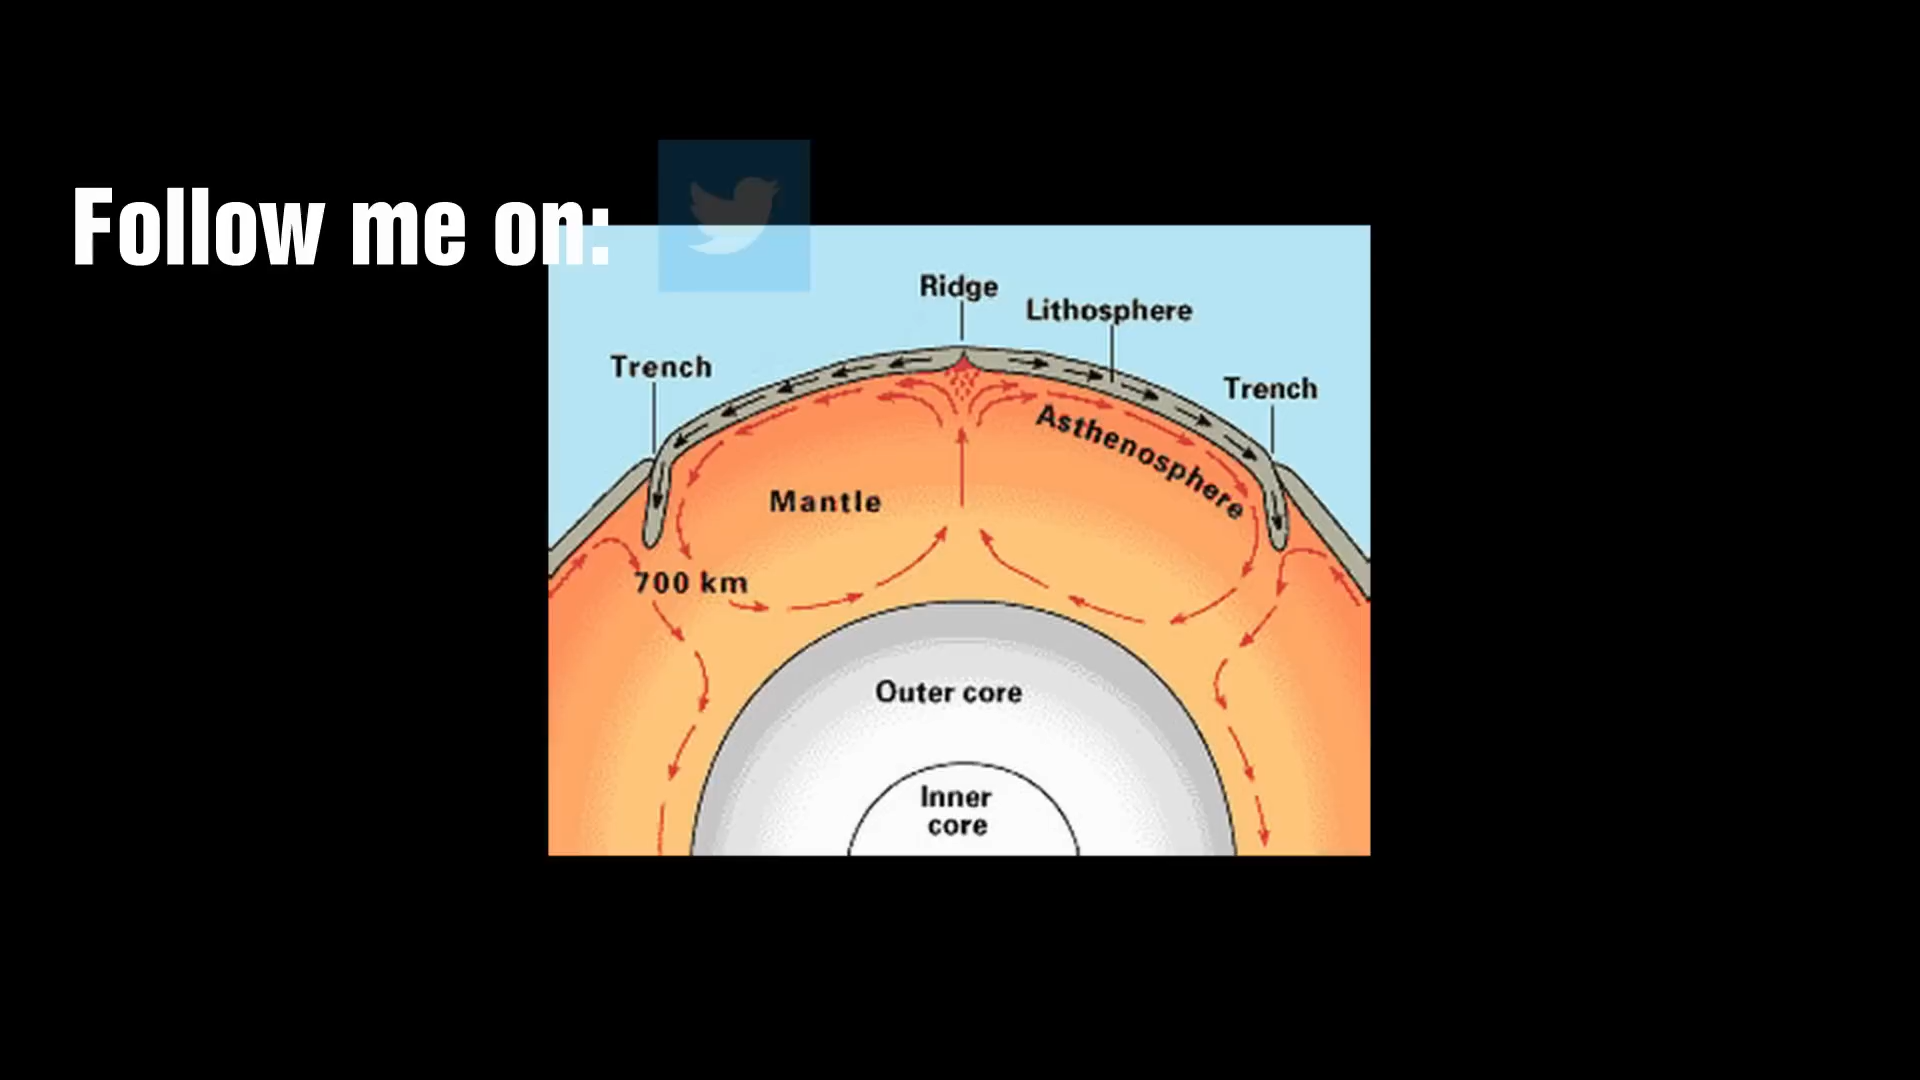 Follow me on:
Ridge
Lithosphere
Trench
Trench
Asthenosphere
Mantle
700 km
Outer core
Inner
core